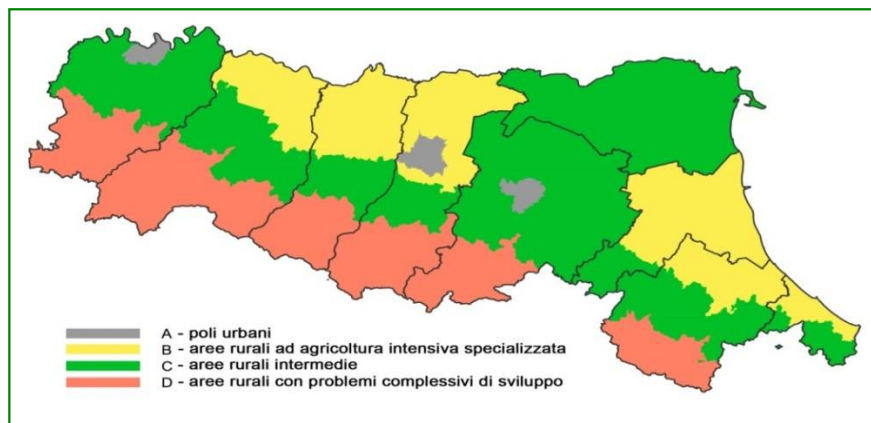 A - poli urbani
B - aree rurali ad agricoltura intensiva specializzata
C - aree rurali intermedie
D - aree rurali con problemi complessivi di sviluppo